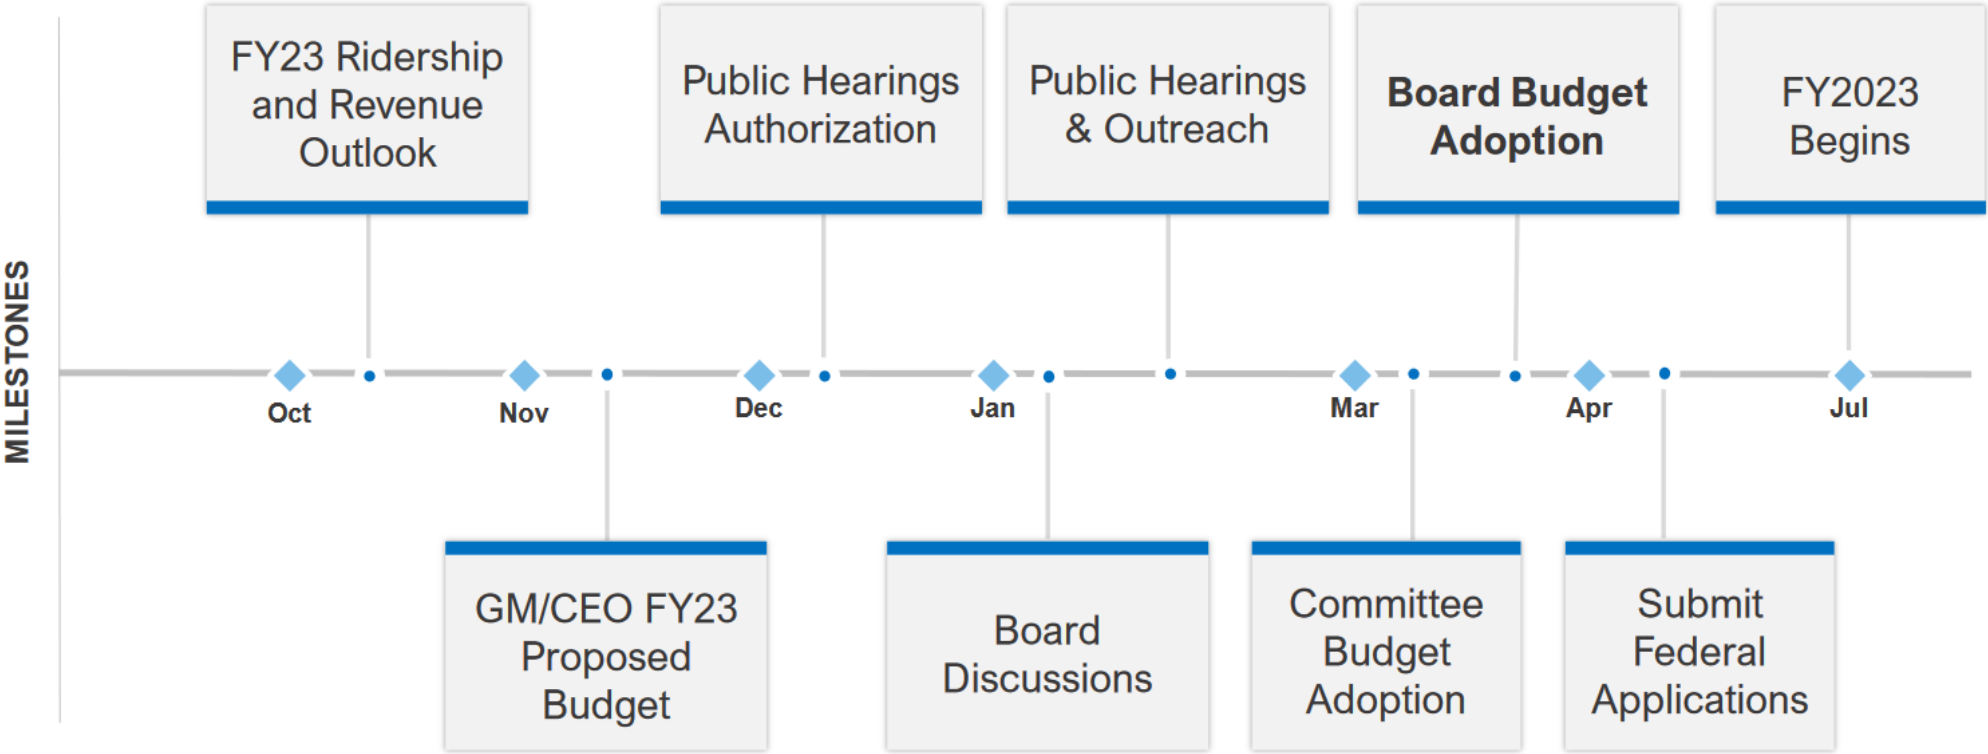 FY23 Ridership
and Revenue
Outlook
Public Hearings
Authorization
Public Hearings
& Outreach
Board Budget
Adoption
FY2023
Begins
MILESTONES
Oct
Nov
Dec
Jan
Mar
Apr
Jul
GM/CEO FY23
Proposed
Budget
Board
Discussions
Committee
Budget
Adoption
Submit
Federal
Applications